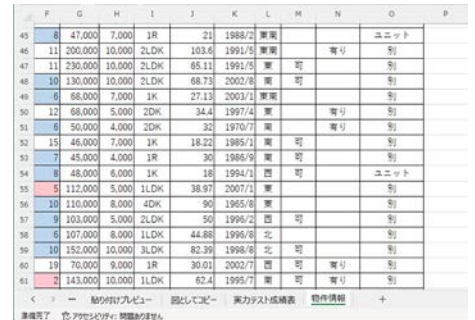 F G H I J K L M N O P
45 8 47,000 7,000 1R 21 1988/2 東南 ユニット
46 11 200,000 10,000 2LDK 103.6 1991/5 東南 有り 別
47 11 230,000 10,000 2LDK 65.11 1991/5 東 可 別
48 10 130,000 10,000 2LDK 68.73 2002/8 南 可 別
49 6 68,000 7,000 1K 27.13 2003/1 東南 別
50 12 68,000 5,000 2DK 34.4 1997/4 東 有り 別
51 6 50,000 4,000 2DK 32 1970/7 南 有り 別
52 15 46,000 7,000 1K 18.22 1985/1 南 可 別
53 7 45,000 4,000 1R 30 1986/9 南 可 別
54 8 48,000 6,000 1K 18 1994/1 西 可 ユニット
55 5 112,000 5,000 1LDK 38.97 2007/1 東 別
56 10 110,000 8,000 4DK 90 1965/8 東 別
57 9 103,000 5,000 2LDK 50 1996/2 西 可 別
58 6 107,000 8,000 1LDK 44.88 1996/8 北 別
59 10 152,000 10,000 3LDK 82.39 1998/8 北 可 別
60 19 70,000 9,000 1R 30.01 2002/7 西 可 有り 別
61 2 143,000 10,000 1LDK 62.4 1995/7 南 可 有り 別
貼り付けプレビュー 図としてコピー 実力テスト成績表 物件情報 +
準備完了 アクセシビリティ: 問題ありません